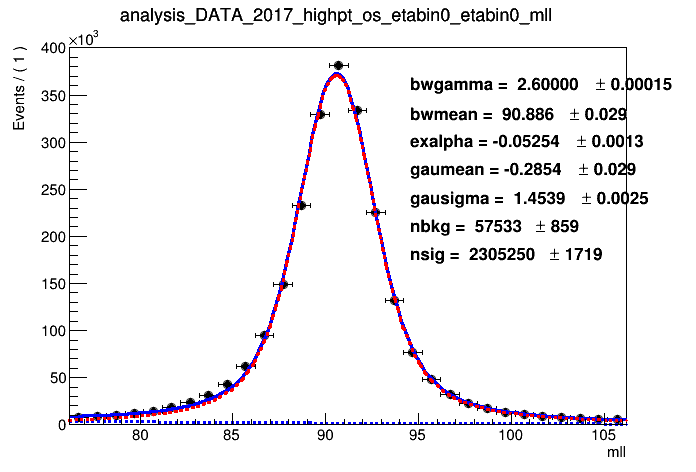 analysis_DATA_2017_highpt_os_etabin0_etabin0_mll
×10³
Events / ( 1 )
400
350
300
250
200
150
100
50
0
bwgamma = 2.60000 ± 0.00015
bwmean = 90.886 ± 0.029
exalpha = -0.05254 ± 0.0013
gaumean = -0.2854 ± 0.029
gausigma = 1.4539 ± 0.0025
nbkg = 57533 ± 859
nsig = 2305250 ± 1719
80 85 90 95 100 105
mll